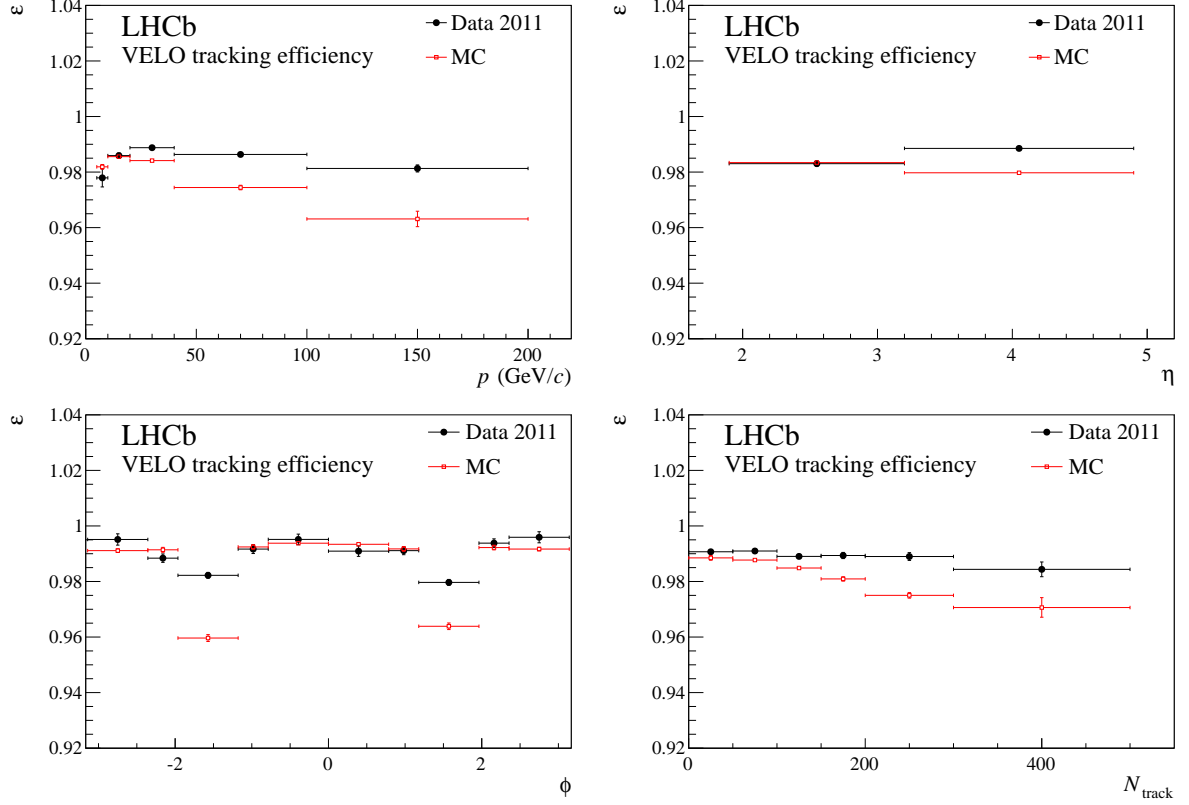 ε
1.04
1.02
1
0.98
0.96
0.94
0.92
LHCb
VELO tracking efficiency
Data 2011
MC
0 50 100 150 200
p (GeV/c)
ε
1.04
1.02
1
0.98
0.96
0.94
0.92
LHCb
VELO tracking efficiency
Data 2011
MC
2 3 4 5
η
ε
1.04
1.02
1
0.98
0.96
0.94
0.92
LHCb
VELO tracking efficiency
Data 2011
MC
-2 0 2
ϕ
ε
1.04
1.02
1
0.98
0.96
0.94
0.92
LHCb
VELO tracking efficiency
Data 2011
MC
0 200 400
N_track